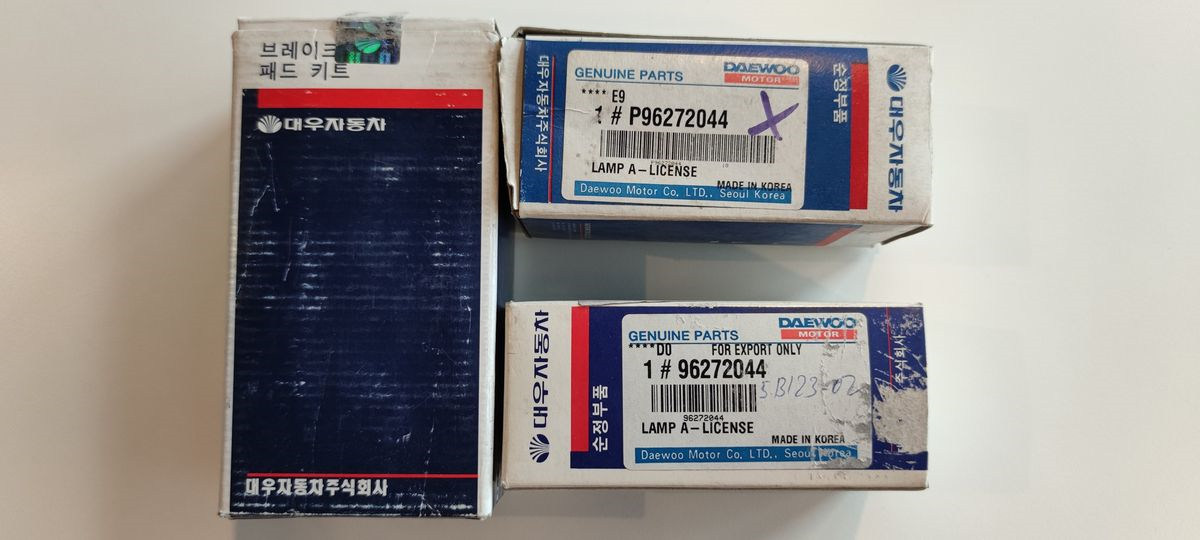 브레이크
패드 키트
대우자동차
대우자동차주식회사
대우자동차주식회사
GENUINE PARTS
DAEWOO
MOTOR
**** E9
1 # P96272044
P96272044
10
LAMP A-LICENSE
MADE IN KOREA
Daewoo Motor Co. LTD., Seoul Korea
순정부품
대우자동차
대우자동차
순정부품
GENUINE PARTS
DAEWOO
MOTOR
****DO FOR EXPORT ONLY
1 # 96272044
5B123-02
96272044
LAMP A-LICENSE
MADE IN KOREA
Daewoo Motor Co. LTD., Seoul Korea
주식회사